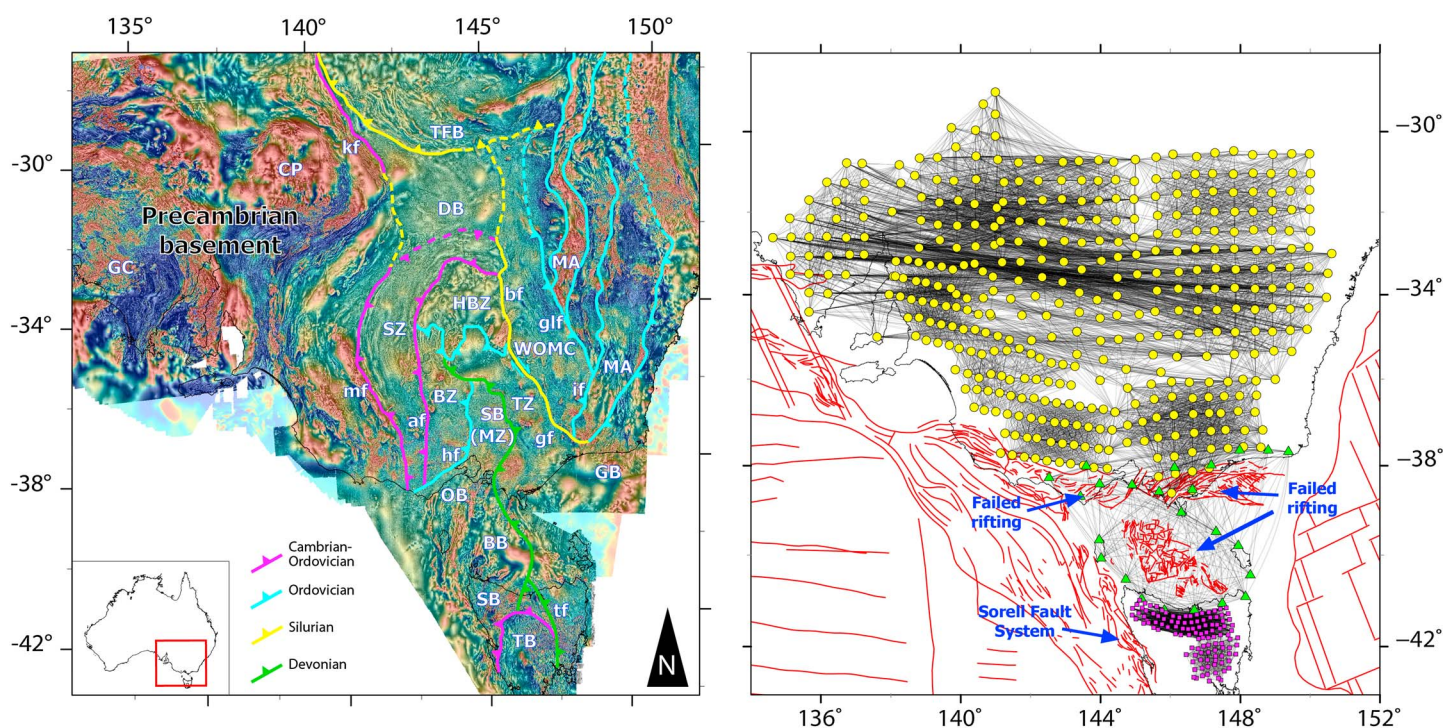 135°
140°
145°
150°
-30°
-34°
-38°
-42°
kf
TFB
CP
Precambrian
basement
DB
GC
MA
HBZ
bf
SZ
glf
WOMC
MA
mf
BZ
TZ
if
af
SB
(MZ)
gf
hf
GB
OB
BB
SB
tf
TB
Cambrian-
Ordovician
Ordovician
Silurian
Devonian
N
-30°
-34°
-38°
-42°
136°
140°
144°
148°
152°
Failed
rifting
Failed
rifting
Sorell Fault
System